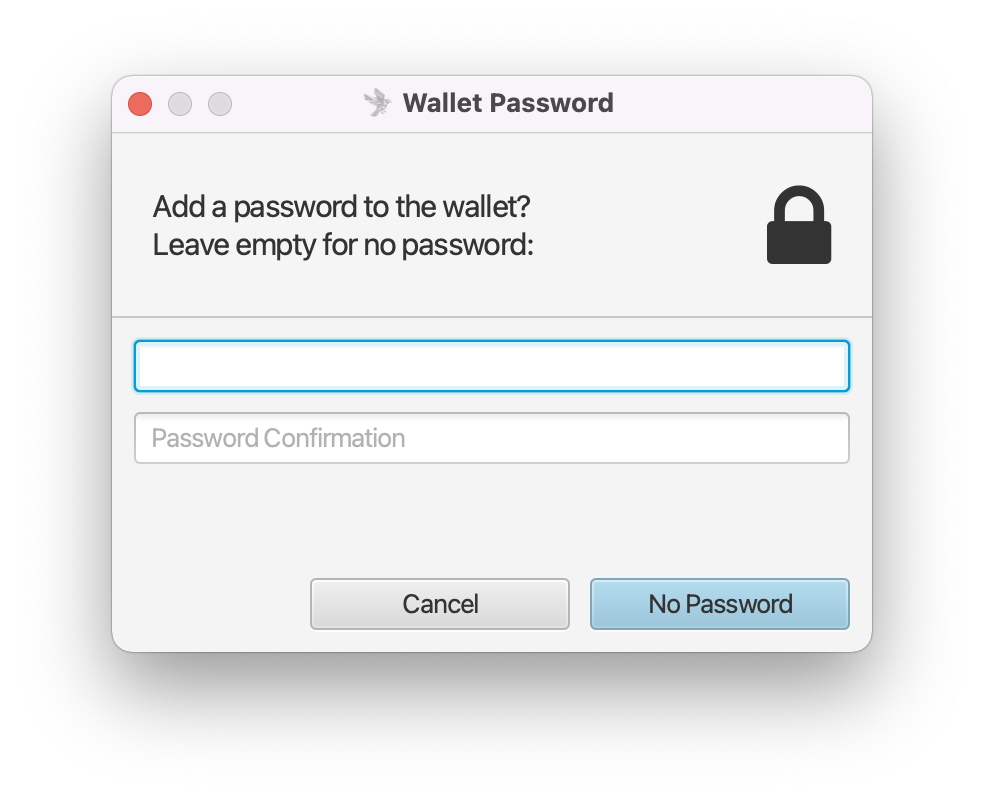 Wallet Password
Add a password to the wallet?
Leave empty for no password:
Password Confirmation
Cancel
No Password